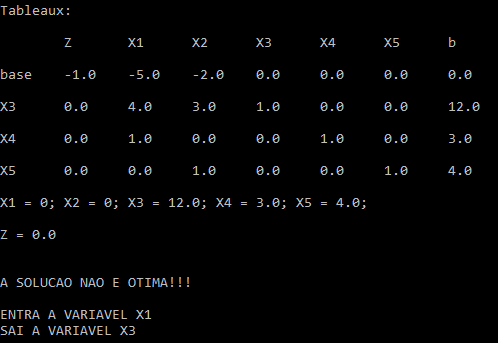 Tableaux:
Z X1 X2 X3 X4 X5 b
base -1.0 -5.0 -2.0 0.0 0.0 0.0 0.0
X3 0.0 4.0 3.0 1.0 0.0 0.0 12.0
X4 0.0 1.0 0.0 0.0 1.0 0.0 3.0
X5 0.0 0.0 1.0 0.0 0.0 1.0 4.0
X1 = 0; X2 = 0; X3 = 12.0; X4 = 3.0; X5 = 4.0;
Z = 0.0
A SOLUCAO NAO E OTIMA!!!
ENTRA A VARIAVEL X1
SAI A VARIAVEL X3